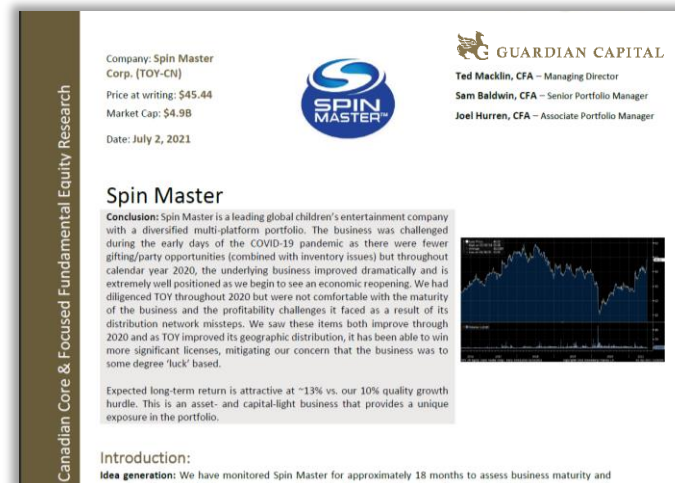 Canadian Core & Focused Fundamental Equity Research
Company: Spin Master
Corp. (TOY-CN)
Price at writing: $45.44
Market Cap: $4.9B
Date: July 2, 2021
SPIN
MASTER™
GUARDIAN CAPITAL
Ted Macklin, CFA – Managing Director
Sam Baldwin, CFA – Senior Portfolio Manager
Joel Hurren, CFA – Associate Portfolio Manager
Spin Master
Conclusion: Spin Master is a leading global children's entertainment company
with a diversified multi-platform portfolio. The business was challenged
during the early days of the COVID-19 pandemic as there were fewer
gifting/party opportunities (combined with inventory issues) but throughout
calendar year 2020, the underlying business improved dramatically and is
extremely well positioned as we begin to see an economic reopening. We had
diligenced TOY throughout 2020 but were not comfortable with the maturity
of the business and the profitability challenges it faced as a result of its
distribution network missteps. We saw these items both improve through
2020 and as TOY improved its geographic distribution, it has been able to win
more significant licenses, mitigating our concern that the business was to
some degree 'luck' based.
Expected long-term return is attractive at ~13% vs. our 10% quality growth
hurdle. This is an asset- and capital-light business that provides a unique
exposure in the portfolio.
Introduction:
Idea generation: We have monitored Spin Master for approximately 18 months to assess business maturity and